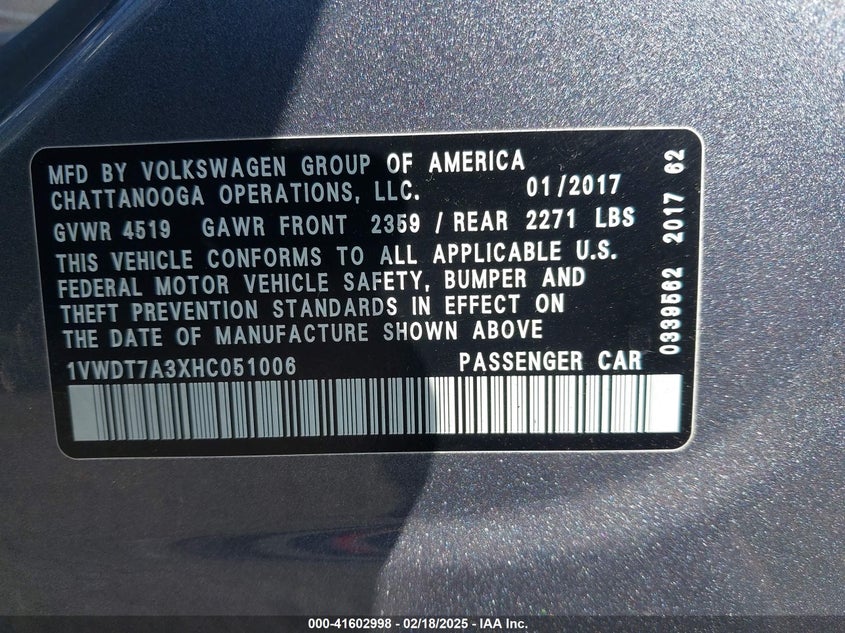 MFD BY VOLKSWAGEN GROUP OF AMERICA
CHATTANOOGA OPERATIONS, LLC. 01/2017
GVWR 4519 GAWR FRONT 2359 / REAR 2271 LBS
THIS VEHICLE CONFORMS TO ALL APPLICABLE U.S.
FEDERAL MOTOR VEHICLE SAFETY, BUMPER AND
THEFT PREVENTION STANDARDS IN EFFECT ON
THE DATE OF MANUFACTURE SHOWN ABOVE
1VWDT7A3XHC051006 PASSENGER CAR
0339562 2017 62
000-41602998 - 02/18/2025 - IAA Inc.